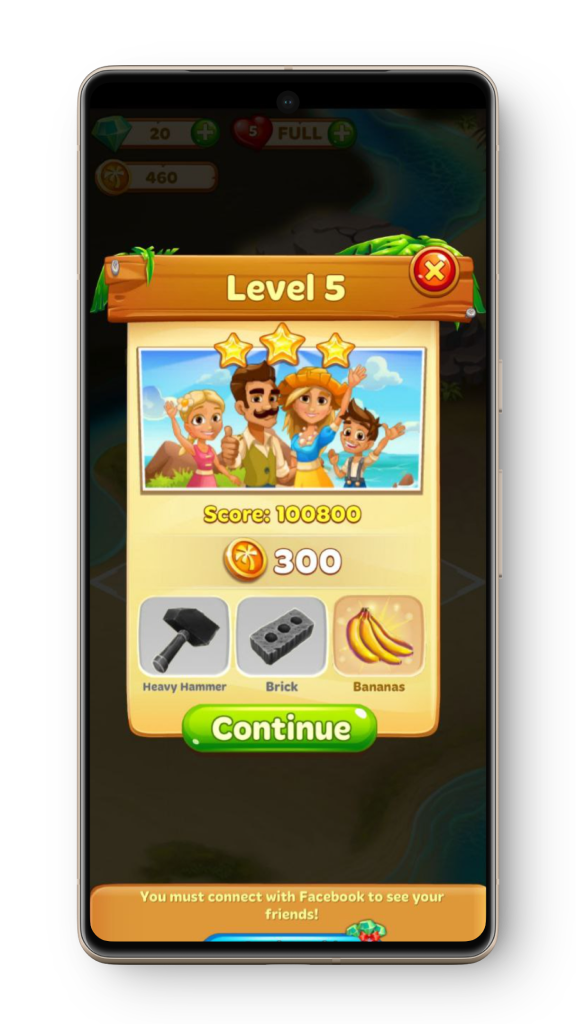 20
5
FULL
460
Level 5
Score: 100800
300
Heavy Hammer
Brick
Bananas
Continue
You must connect with Facebook to see your
friends!